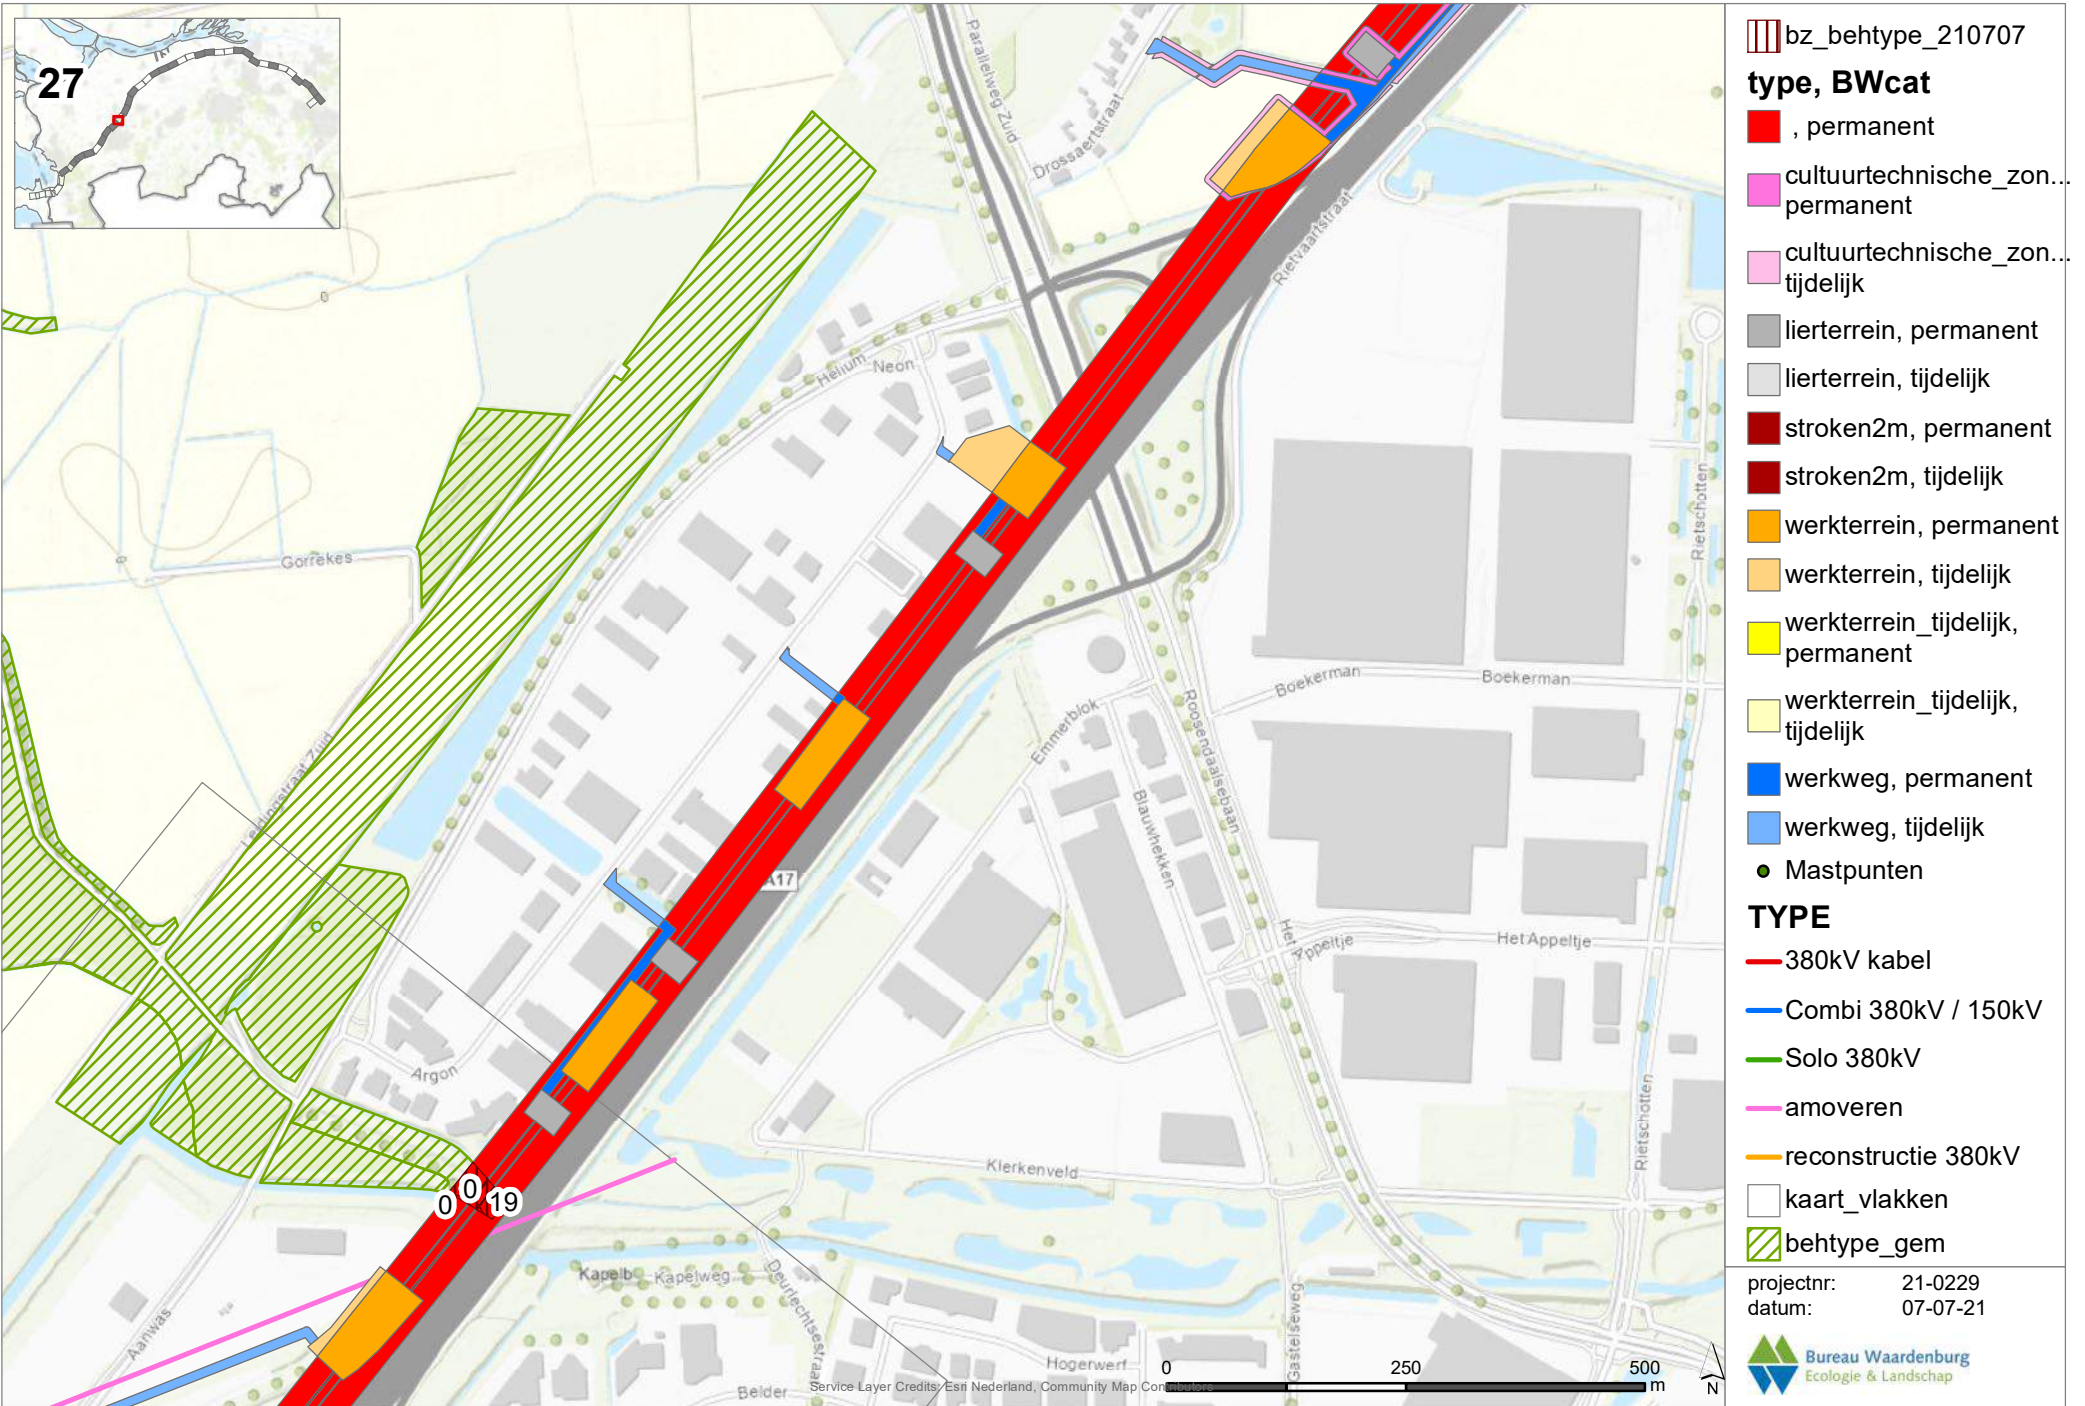 27
Parallelweg Zuid
Drossaertstraat
Rietvaartstraat
Helium
Neon
Gorrekes
Rietschotten
Boekerman
Boekerman
Emmerblok
Roosendaalsebaan
Blauwhekken
Leidingstraat Zuid
A17
Het Appeltje
Het Appeltje
Argon
Klerkenveld
Rietschotten
0
0
19
Kapelb
Kapelweg
Deurlechtsestraat
Gastelseweg
Aanwas
Hogerwerf
Belder
Service Layer Credits: Esri Nederland, Community Map Contributors
0 250 500
m
N
bz_behtype_210707
type, BWcat
, permanent
cultuurtechnische_zon...
permanent
cultuurtechnische_zon...
tijdelijk
lierterrein, permanent
lierterrein, tijdelijk
stroken2m, permanent
stroken2m, tijdelijk
werkterrein, permanent
werkterrein, tijdelijk
werkterrein_tijdelijk,
permanent
werkterrein_tijdelijk,
tijdelijk
werkweg, permanent
werkweg, tijdelijk
Mastpunten
TYPE
380kV kabel
Combi 380kV / 150kV
Solo 380kV
amoveren
reconstructie 380kV
kaart_vlakken
behtype_gem
projectnr: 21-0229
datum: 07-07-21
Bureau Waardenburg
Ecologie & Landschap